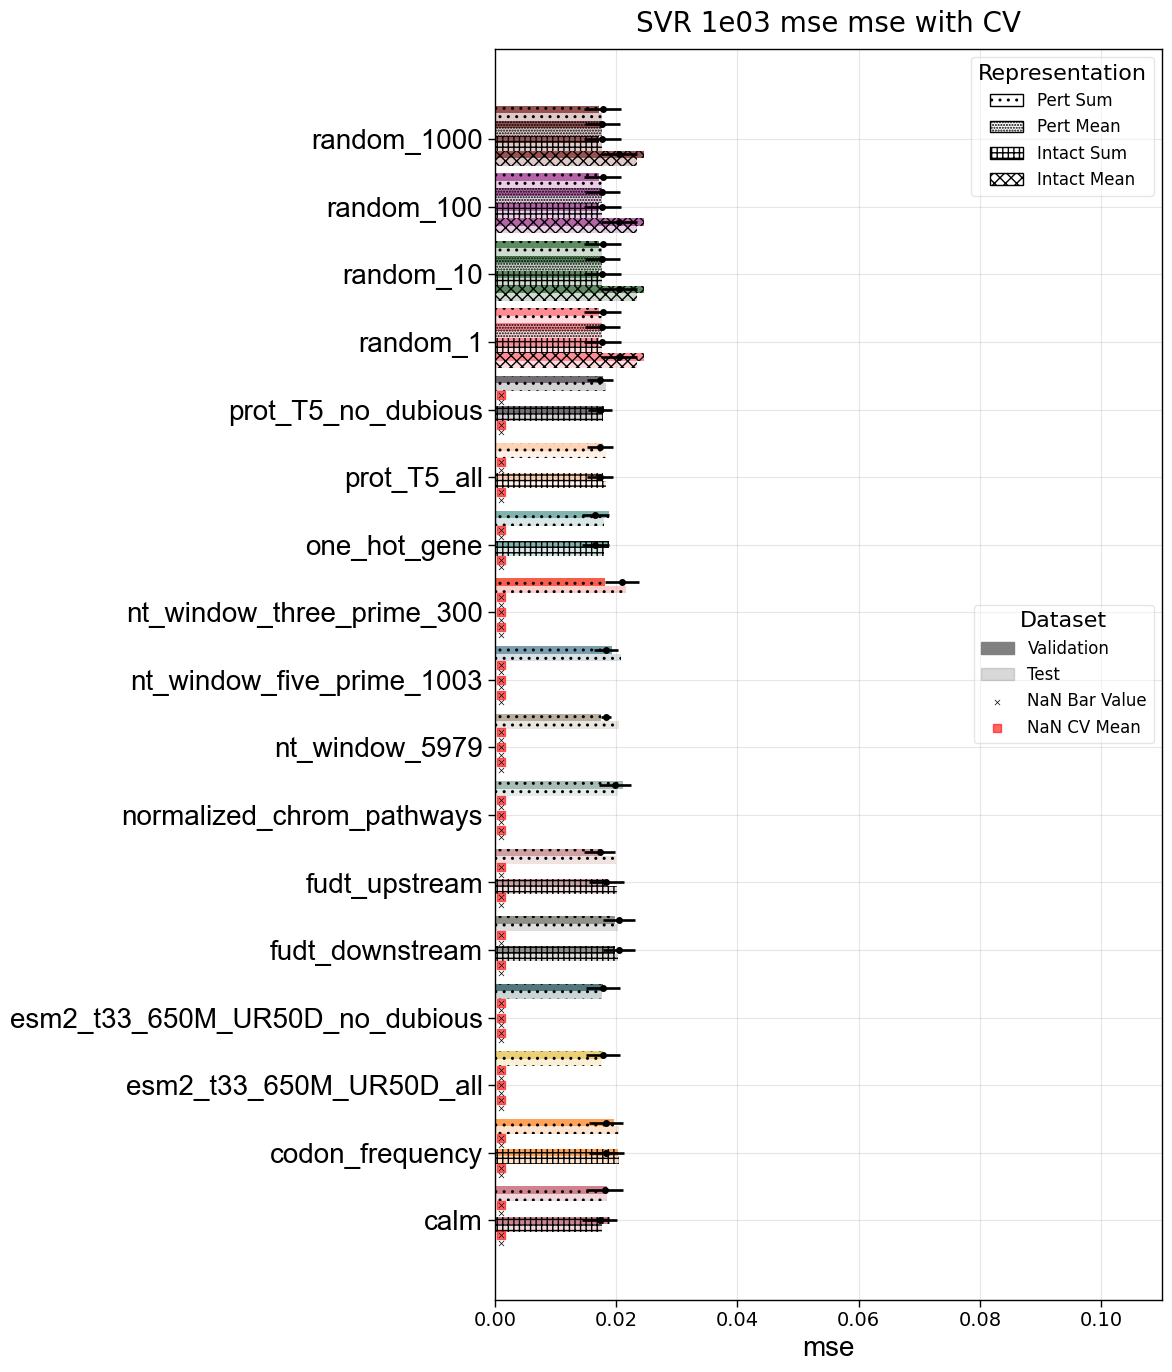 SVR 1e03 mse mse with CV
Representation
Pert Sum
Pert Mean
Intact Sum
Intact Mean
random_1000
random_100
random_10
random_1
prot_T5_no_dubious
prot_T5_all
one_hot_gene
nt_window_three_prime_300
nt_window_five_prime_1003
nt_window_5979
normalized_chrom_pathways
fudt_upstream
fudt_downstream
esm2_t33_650M_UR50D_no_dubious
esm2_t33_650M_UR50D_all
codon_frequency
calm
Dataset
Validation
Test
NaN Bar Value
NaN CV Mean
0.00 0.02 0.04 0.06 0.08 0.10
mse